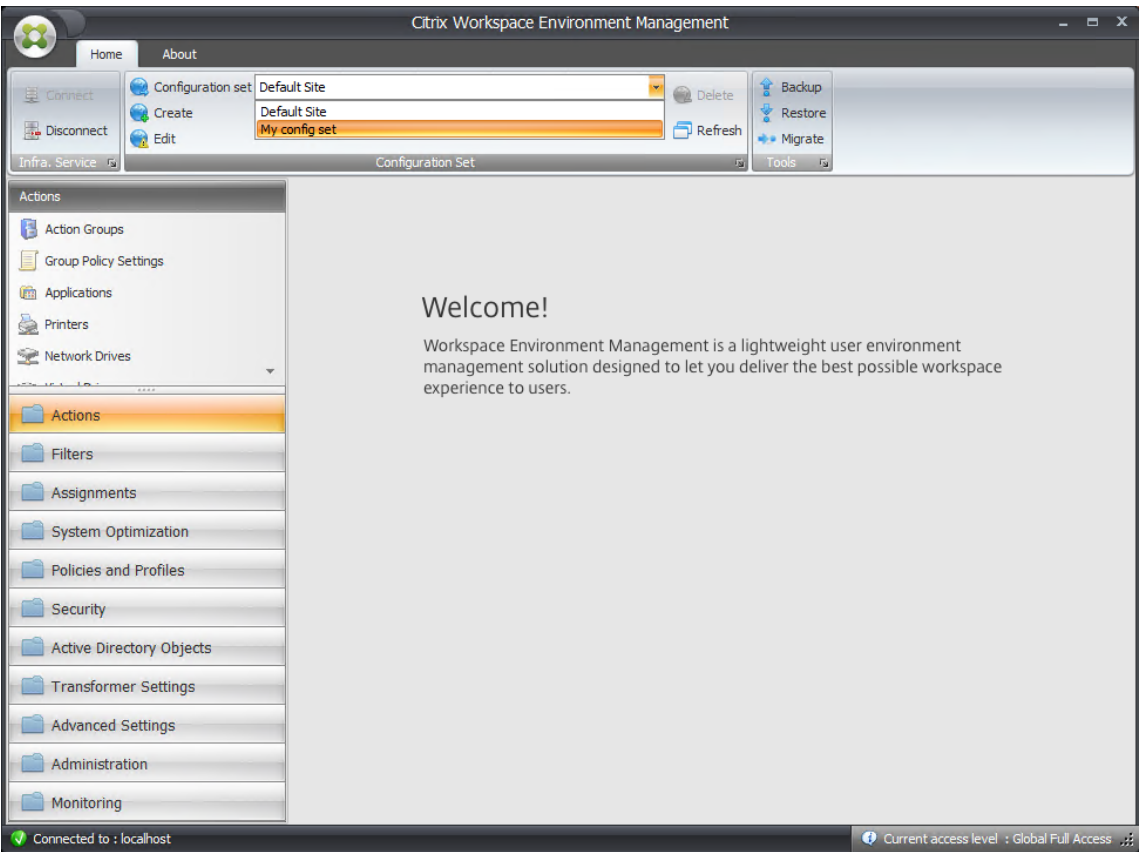 Citrix Workspace Environment Management
Home About
Connect
Disconnect
Infra. Service
Configuration set Default Site
Create
Edit
Default Site
My config set
Delete
Refresh
Configuration Set
Backup
Restore
Migrate
Tools
Actions
Action Groups
Group Policy Settings
Applications
Printers
Network Drives
Actions
Filters
Assignments
System Optimization
Policies and Profiles
Security
Active Directory Objects
Transformer Settings
Advanced Settings
Administration
Monitoring
Welcome!
Workspace Environment Management is a lightweight user environment
management solution designed to let you deliver the best possible workspace
experience to users.
Connected to : localhost
Current access level : Global Full Access